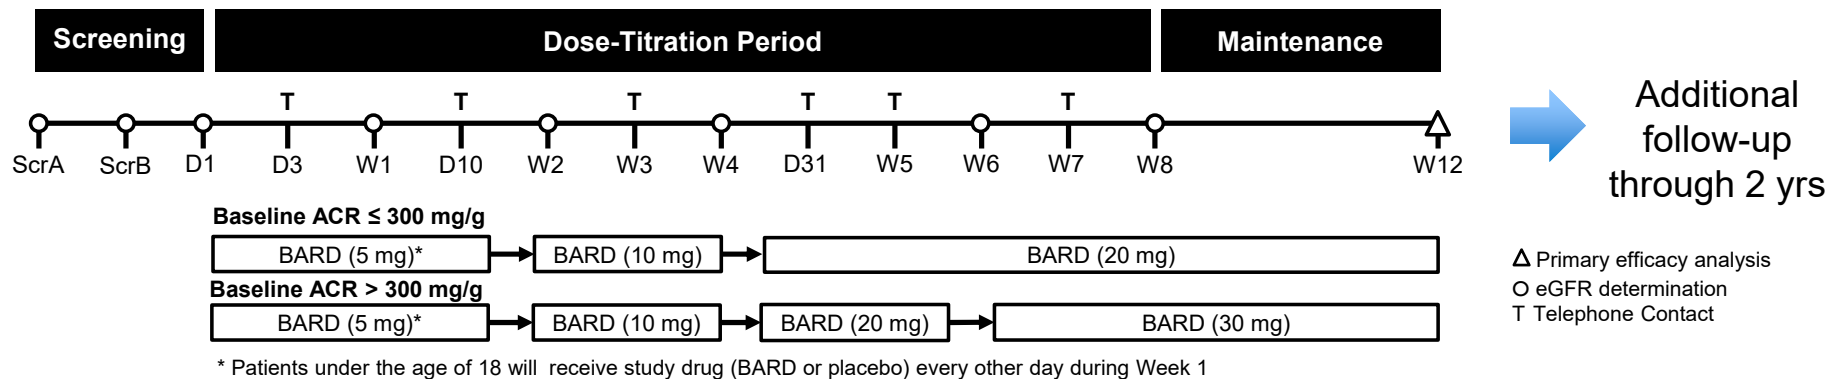 Screening
Dose-Titration Period
Maintenance
T T T T T T
ScrA ScrB D1 D3 W1 D10 W2 W3 W4 D31 W5 W6 W7 W8 W12
Additional
follow-up
through 2 yrs
Baseline ACR ≤ 300 mg/g
BARD (5 mg)* BARD (10 mg) BARD (20 mg)
Baseline ACR > 300 mg/g
BARD (5 mg)* BARD (10 mg) BARD (20 mg) BARD (30 mg)
Primary efficacy analysis
eGFR determination
T Telephone Contact
* Patients under the age of 18 will receive study drug (BARD or placebo) every other day during Week 1